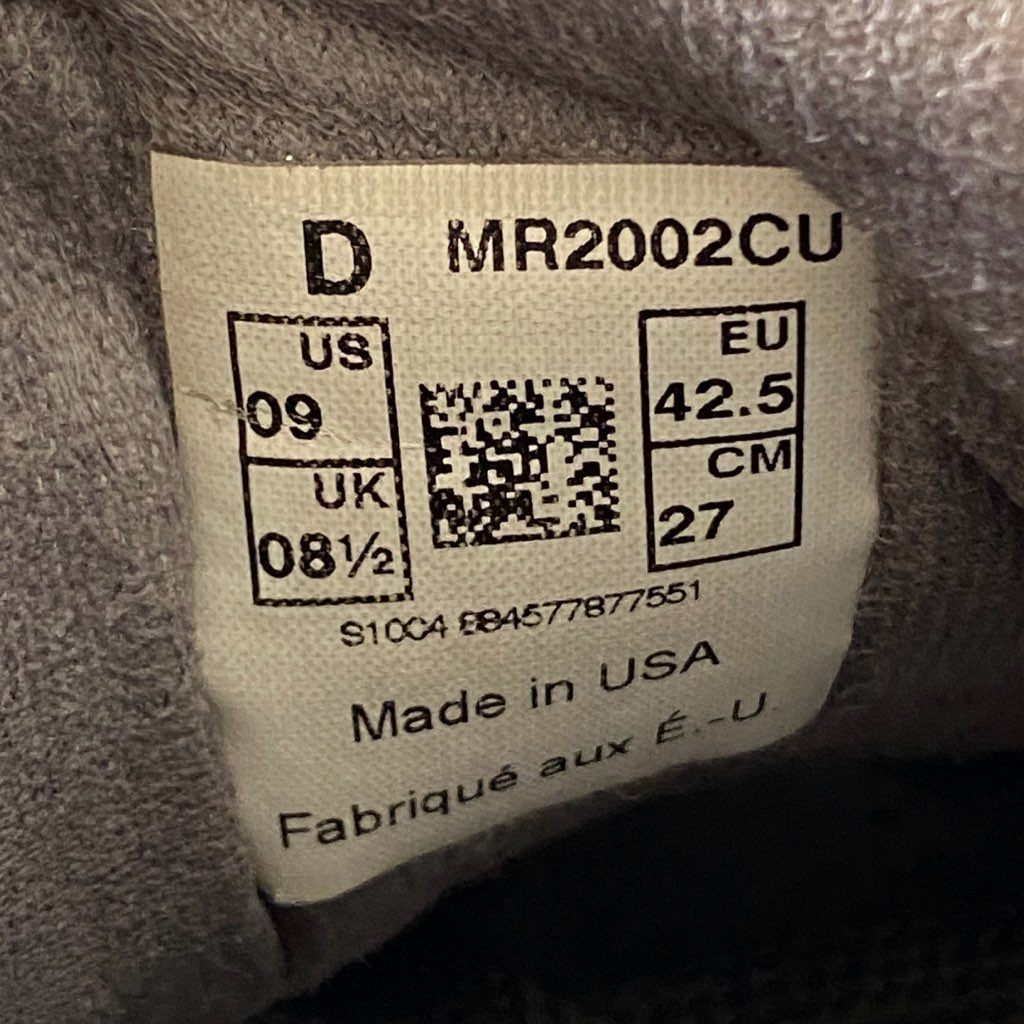 D MR2002CU
US
09
UK
08½
EU
42.5
CM
27
S1004 884577877551
Made in USA
Fabriqué aux É.-U.